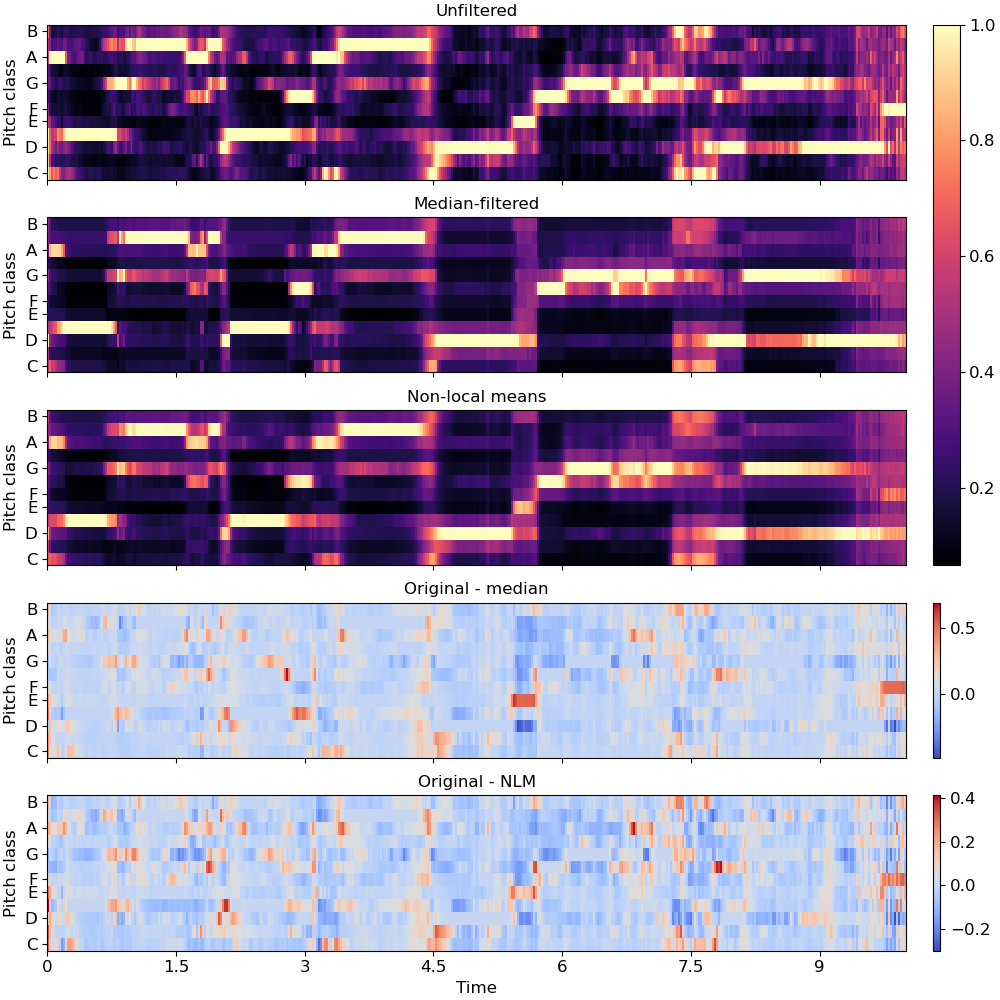 Unfiltered
Pitch class
B
A
G
F
E
D
C
1.0
0.8
0.6
0.4
0.2
Median-filtered
Pitch class
B
A
G
F
E
D
C
Non-local means
Pitch class
B
A
G
F
E
D
C
Original - median
Pitch class
B
A
G
F
E
D
C
0.5
0.0
Original - NLM
Pitch class
B
A
G
F
E
D
C
0.4
0.2
0.0
−0.2
0 1.5 3 4.5 6 7.5 9
Time